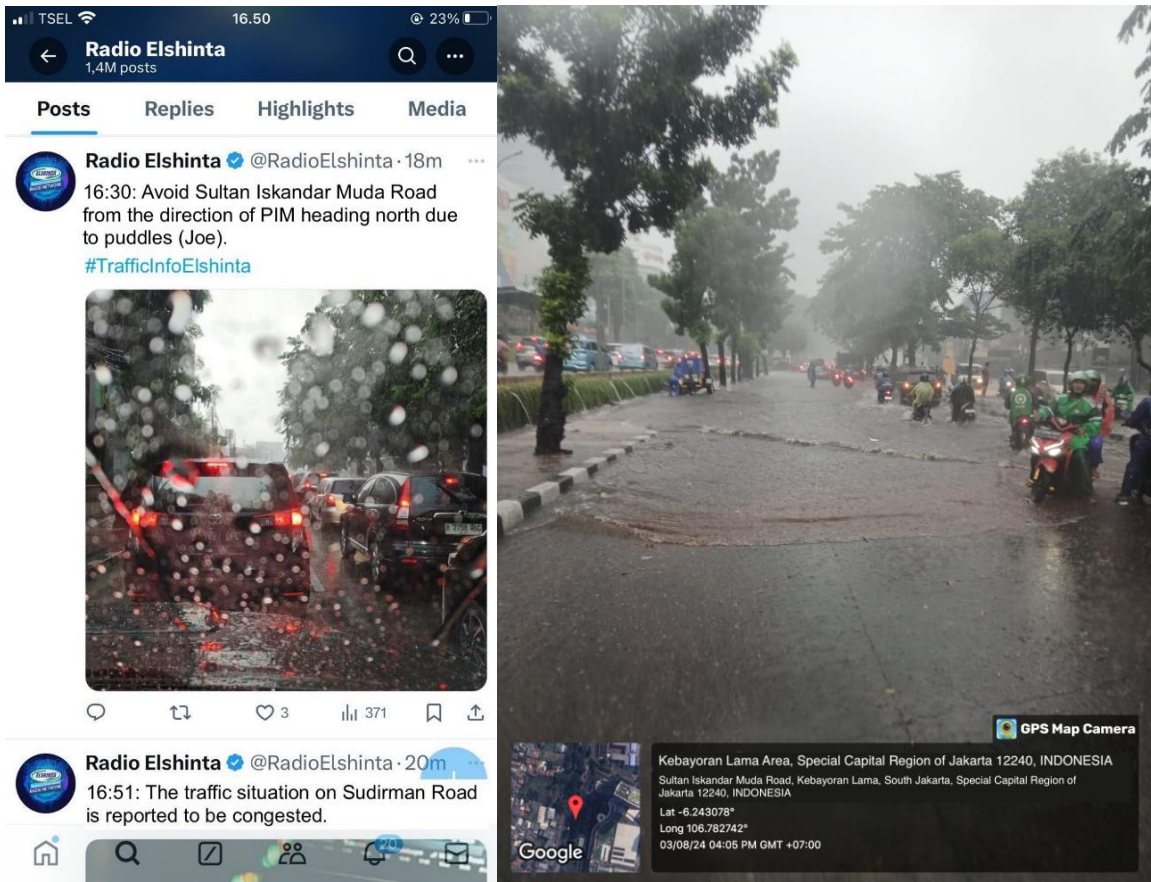 TSEL
16.50
23%
Radio Elshinta
1,4M posts
Posts
Replies
Highlights
Media
Radio Elshinta @RadioElshinta · 18m
16:30: Avoid Sultan Iskandar Muda Road
from the direction of PIM heading north due
to puddles (Joe).
#TrafficInfoElshinta
3
371
Radio Elshinta @RadioElshinta · 20m
16:51: The traffic situation on Sudirman Road
is reported to be congested.
20
GPS Map Camera
Kebayoran Lama Area, Special Capital Region of Jakarta 12240, INDONESIA
Sultan Iskandar Muda Road, Kebayoran Lama, South Jakarta, Special Capital Region of
Jakarta 12240, INDONESIA
Lat -6.243078°
Long 106.782742°
03/08/24 04:05 PM GMT +07:00
Google